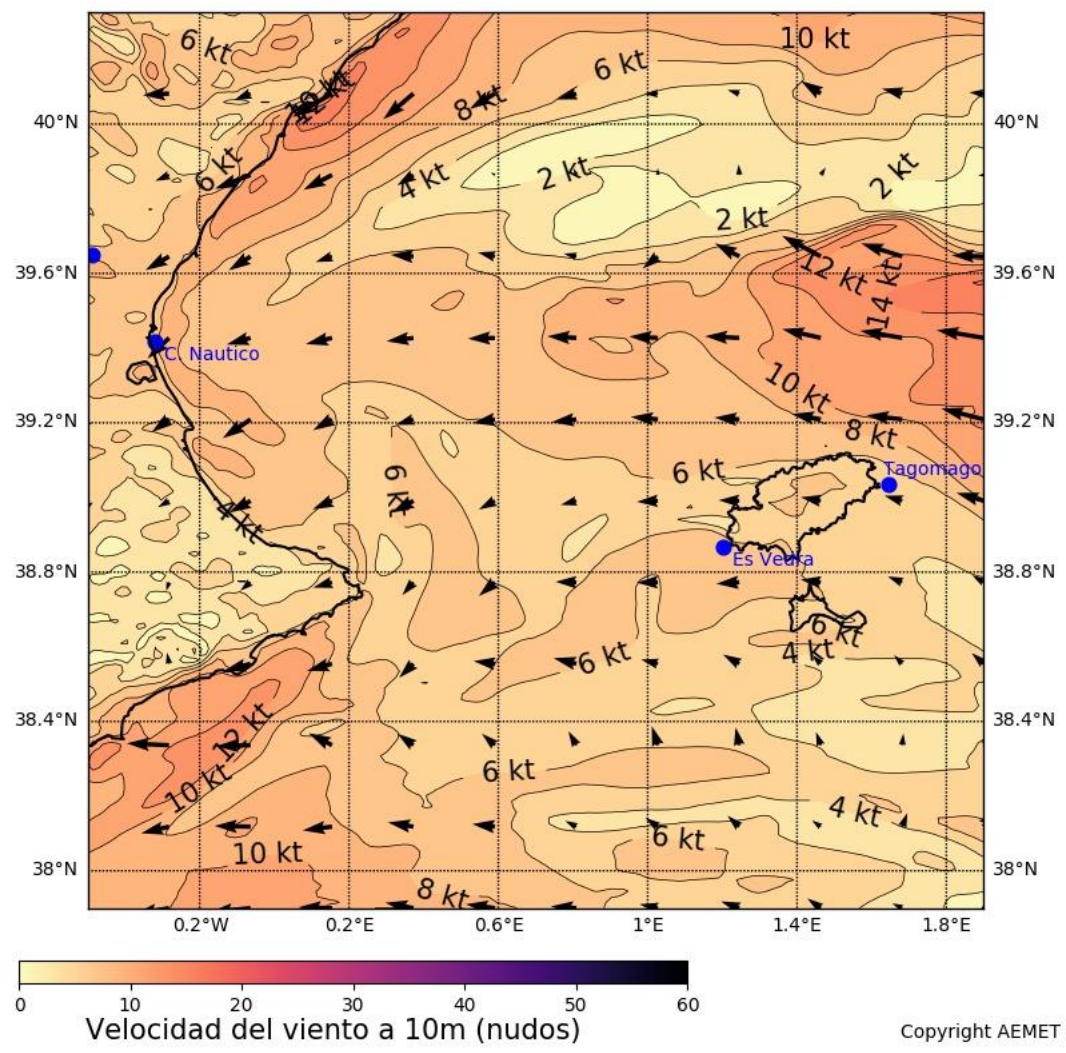 6 kt
10 kt
6 kt
10 kt
8 kt
40°N
40°N
6 kt
4 kt
2 kt
2 kt
2 kt
39.6°N
12 kt
14 kt
39.6°N
C. Nautico
10 kt
39.2°N
8 kt
39.2°N
6 kt
6 kt
Tagomago
4 kt
Es Vedra
38.8°N
38.8°N
6 kt
6 kt
4 kt
38.4°N
12 kt
38.4°N
6 kt
10 kt
4 kt
6 kt
10 kt
38°N
8 kt
38°N
0.2°W
0.2°E
0.6°E
1°E
1.4°E
1.8°E
0
10
20
30
40
50
60
Velocidad del viento a 10m (nudos)
Copyright AEMET